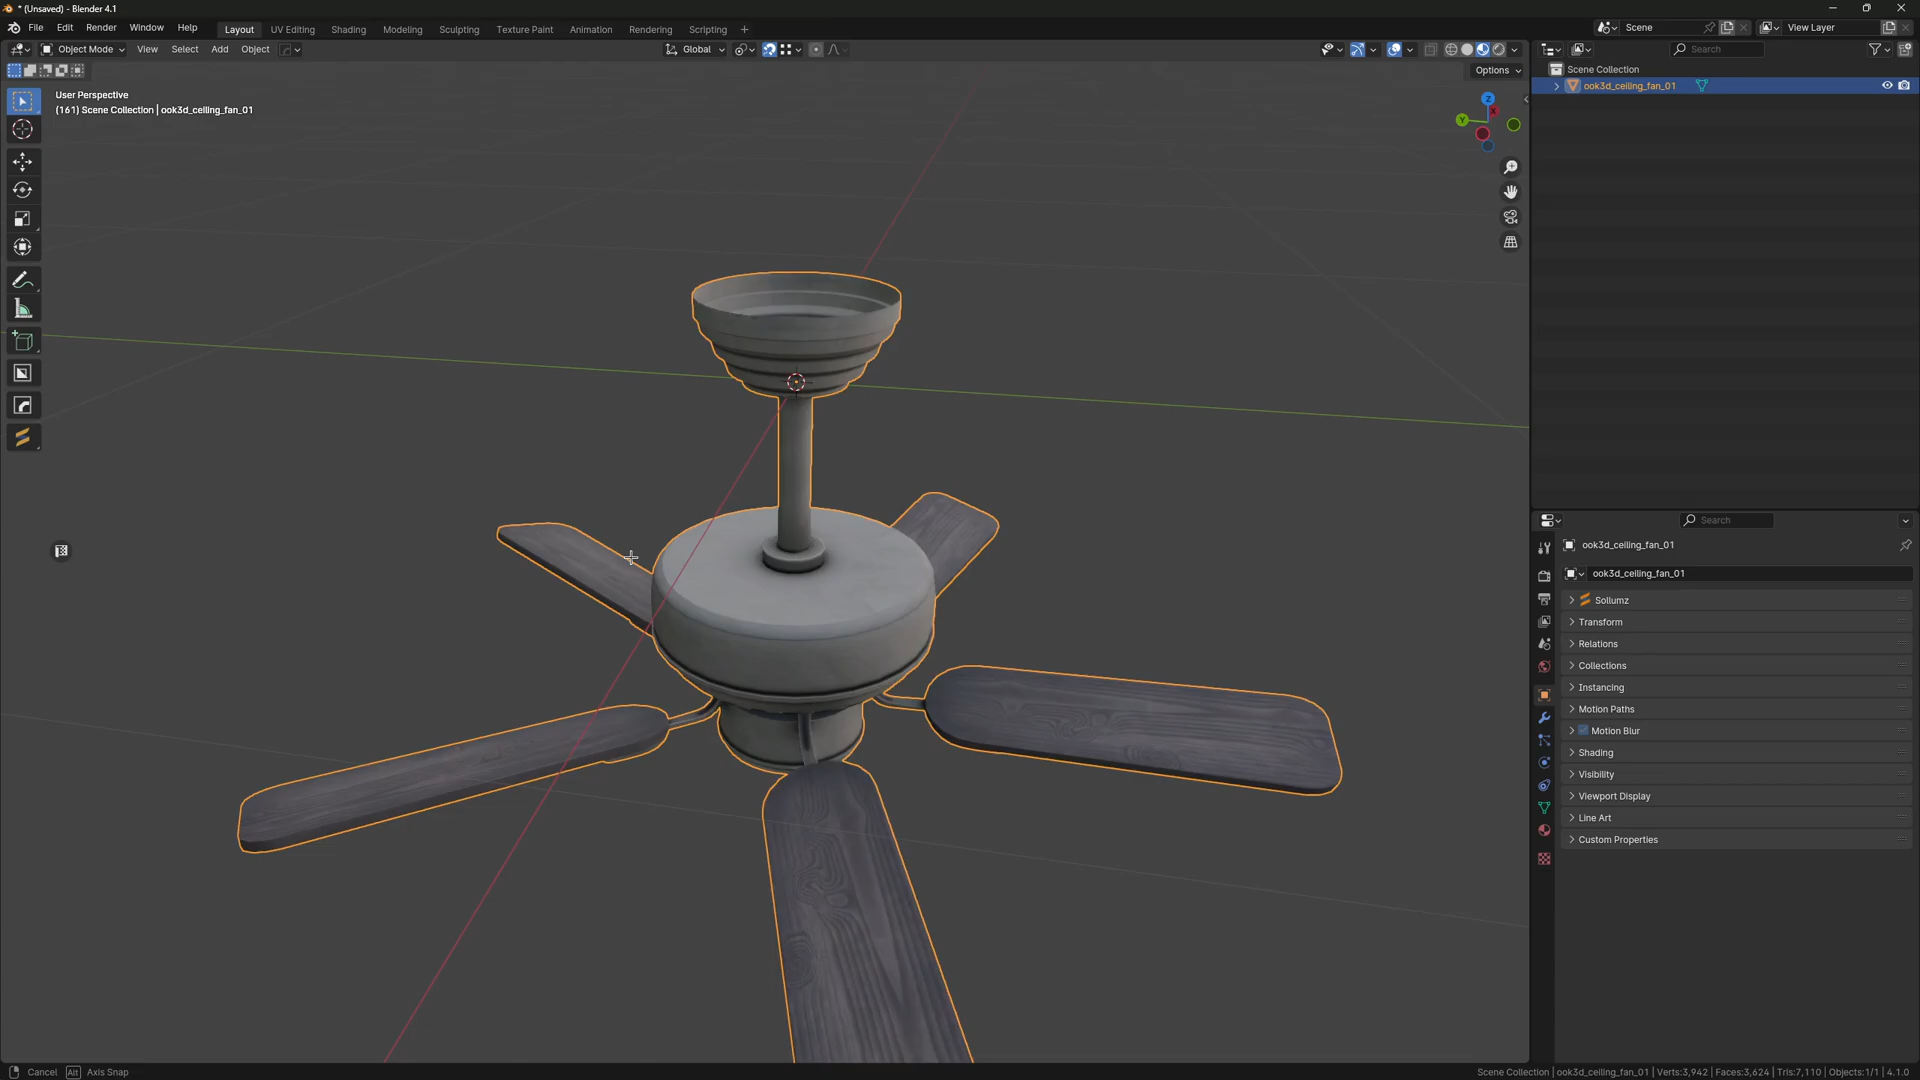 * (Unsaved) - Blender 4.1
File Edit Render Window Help Layout UV Editing Shading Modeling Sculpting Texture Paint Animation Rendering Scripting + Scene View Layer
Object Mode View Select Add Object Global Search
Options
User Perspective
(161) Scene Collection | ook3d_ceiling_fan_01
Z
Y
X
Scene Collection
ook3d_ceiling_fan_01
Search
ook3d_ceiling_fan_01
ook3d_ceiling_fan_01
Sollumz
Transform
Relations
Collections
Instancing
Motion Paths
Motion Blur
Shading
Visibility
Viewport Display
Line Art
Custom Properties
Cancel Alt Axis Snap
Scene Collection | ook3d_ceiling_fan_01 | Verts:3,942 | Faces:3,624 | Tris:7,110 | Objects:1/1 | 4.1.0